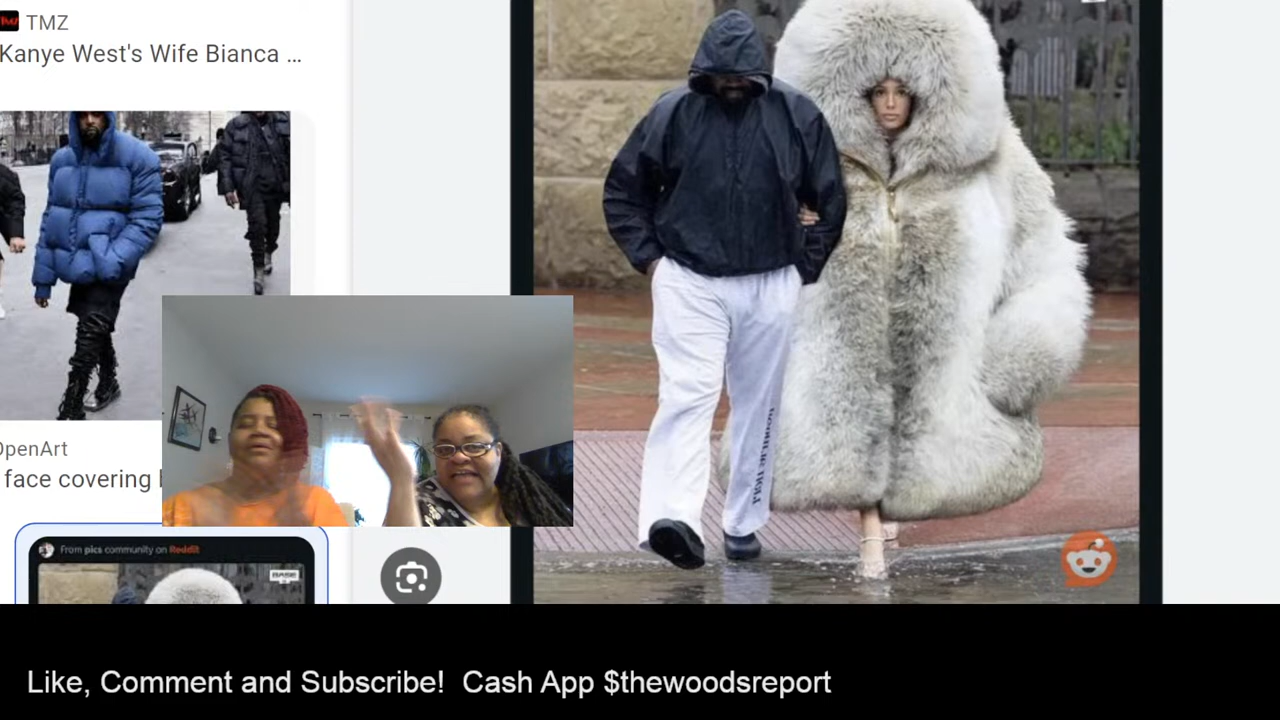 TMZ
Kanye West's Wife Bianca ...
OpenArt
face covering
From pics community on Reddit
Like, Comment and Subscribe! Cash App $thewoodsreport